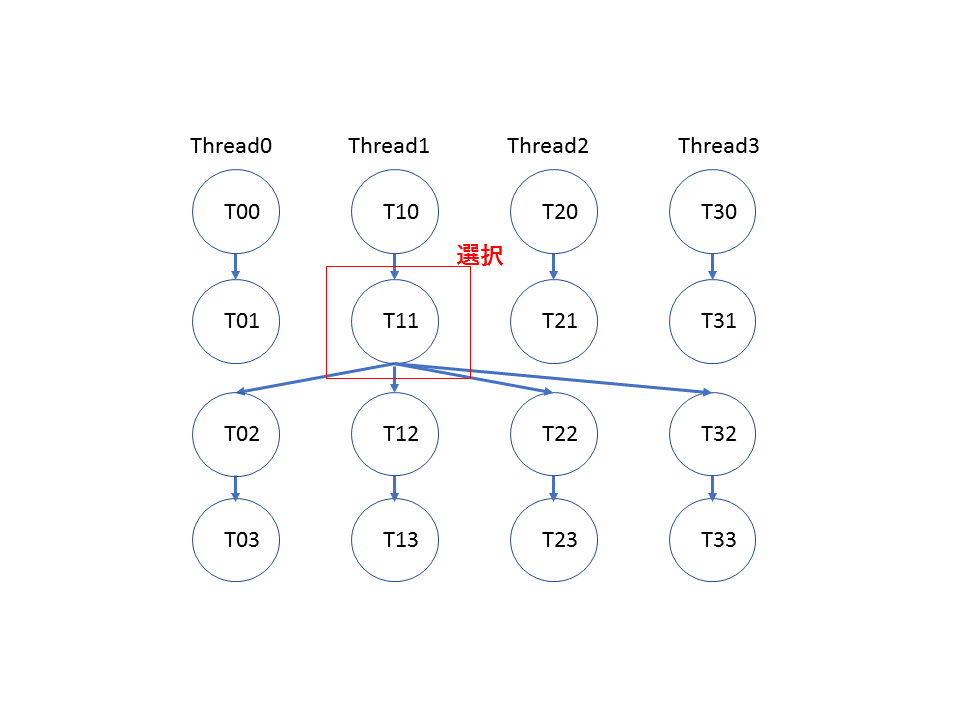 Thread0 Thread1 Thread2 Thread3
T00 T10 T20 T30
選択
T01 T11 T21 T31
T02 T12 T22 T32
T03 T13 T23 T33